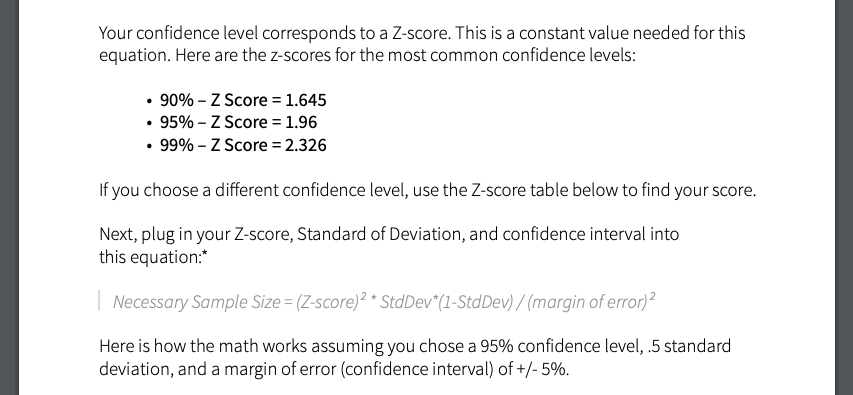 Your confidence level corresponds to a Z-score. This is a constant value needed for this
equation. Here are the z-scores for the most common confidence levels:
• 90% – Z Score = 1.645
• 95% – Z Score = 1.96
• 99% – Z Score = 2.326
If you choose a different confidence level, use the Z-score table below to find your score.
Next, plug in your Z-score, Standard of Deviation, and confidence interval into
this equation:*
Necessary Sample Size = (Z-score)² * StdDev*(1-StdDev) / (margin of error)²
Here is how the math works assuming you chose a 95% confidence level, .5 standard
deviation, and a margin of error (confidence interval) of +/- 5%.